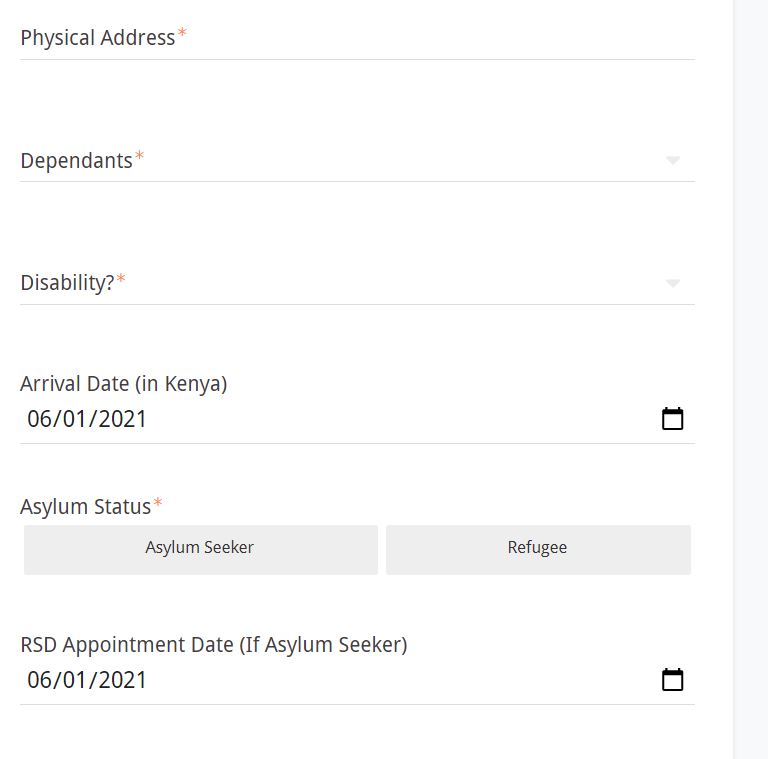 Physical Address*
Dependants*
Disability?*
Arrival Date (in Kenya)
06/01/2021
Asylum Status*
Asylum Seeker Refugee
RSD Appointment Date (If Asylum Seeker)
06/01/2021